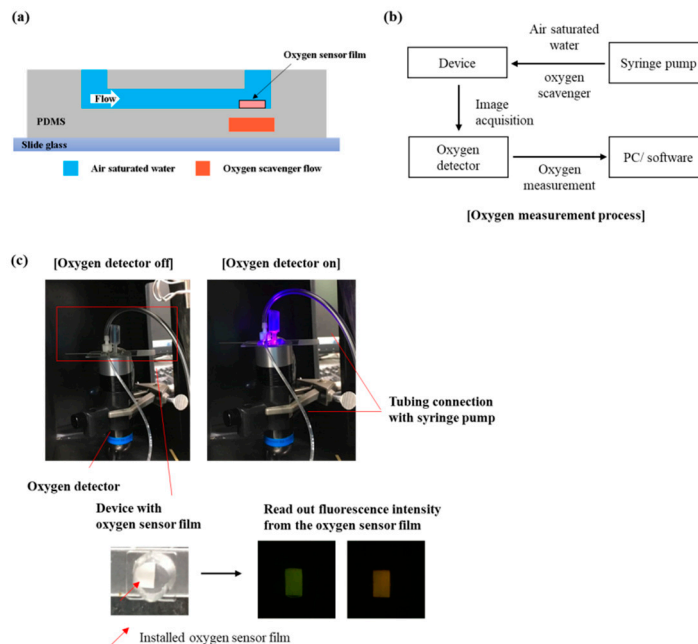 (a)
Oxygen sensor film
Flow
PDMS
Slide glass
Air saturated water
Oxygen scavenger flow
(b)
Air saturated
water
Device
Syringe pump
oxygen
scavenger
Image
acquisition
Oxygen
detector
PC/ software
Oxygen
measurement
[Oxygen measurement process]
(c)
[Oxygen detector off]
[Oxygen detector on]
Tubing connection
with syringe pump
Oxygen detector
Device with
oxygen sensor film
Read out fluorescence intensity
from the oxygen sensor film
Installed oxygen sensor film